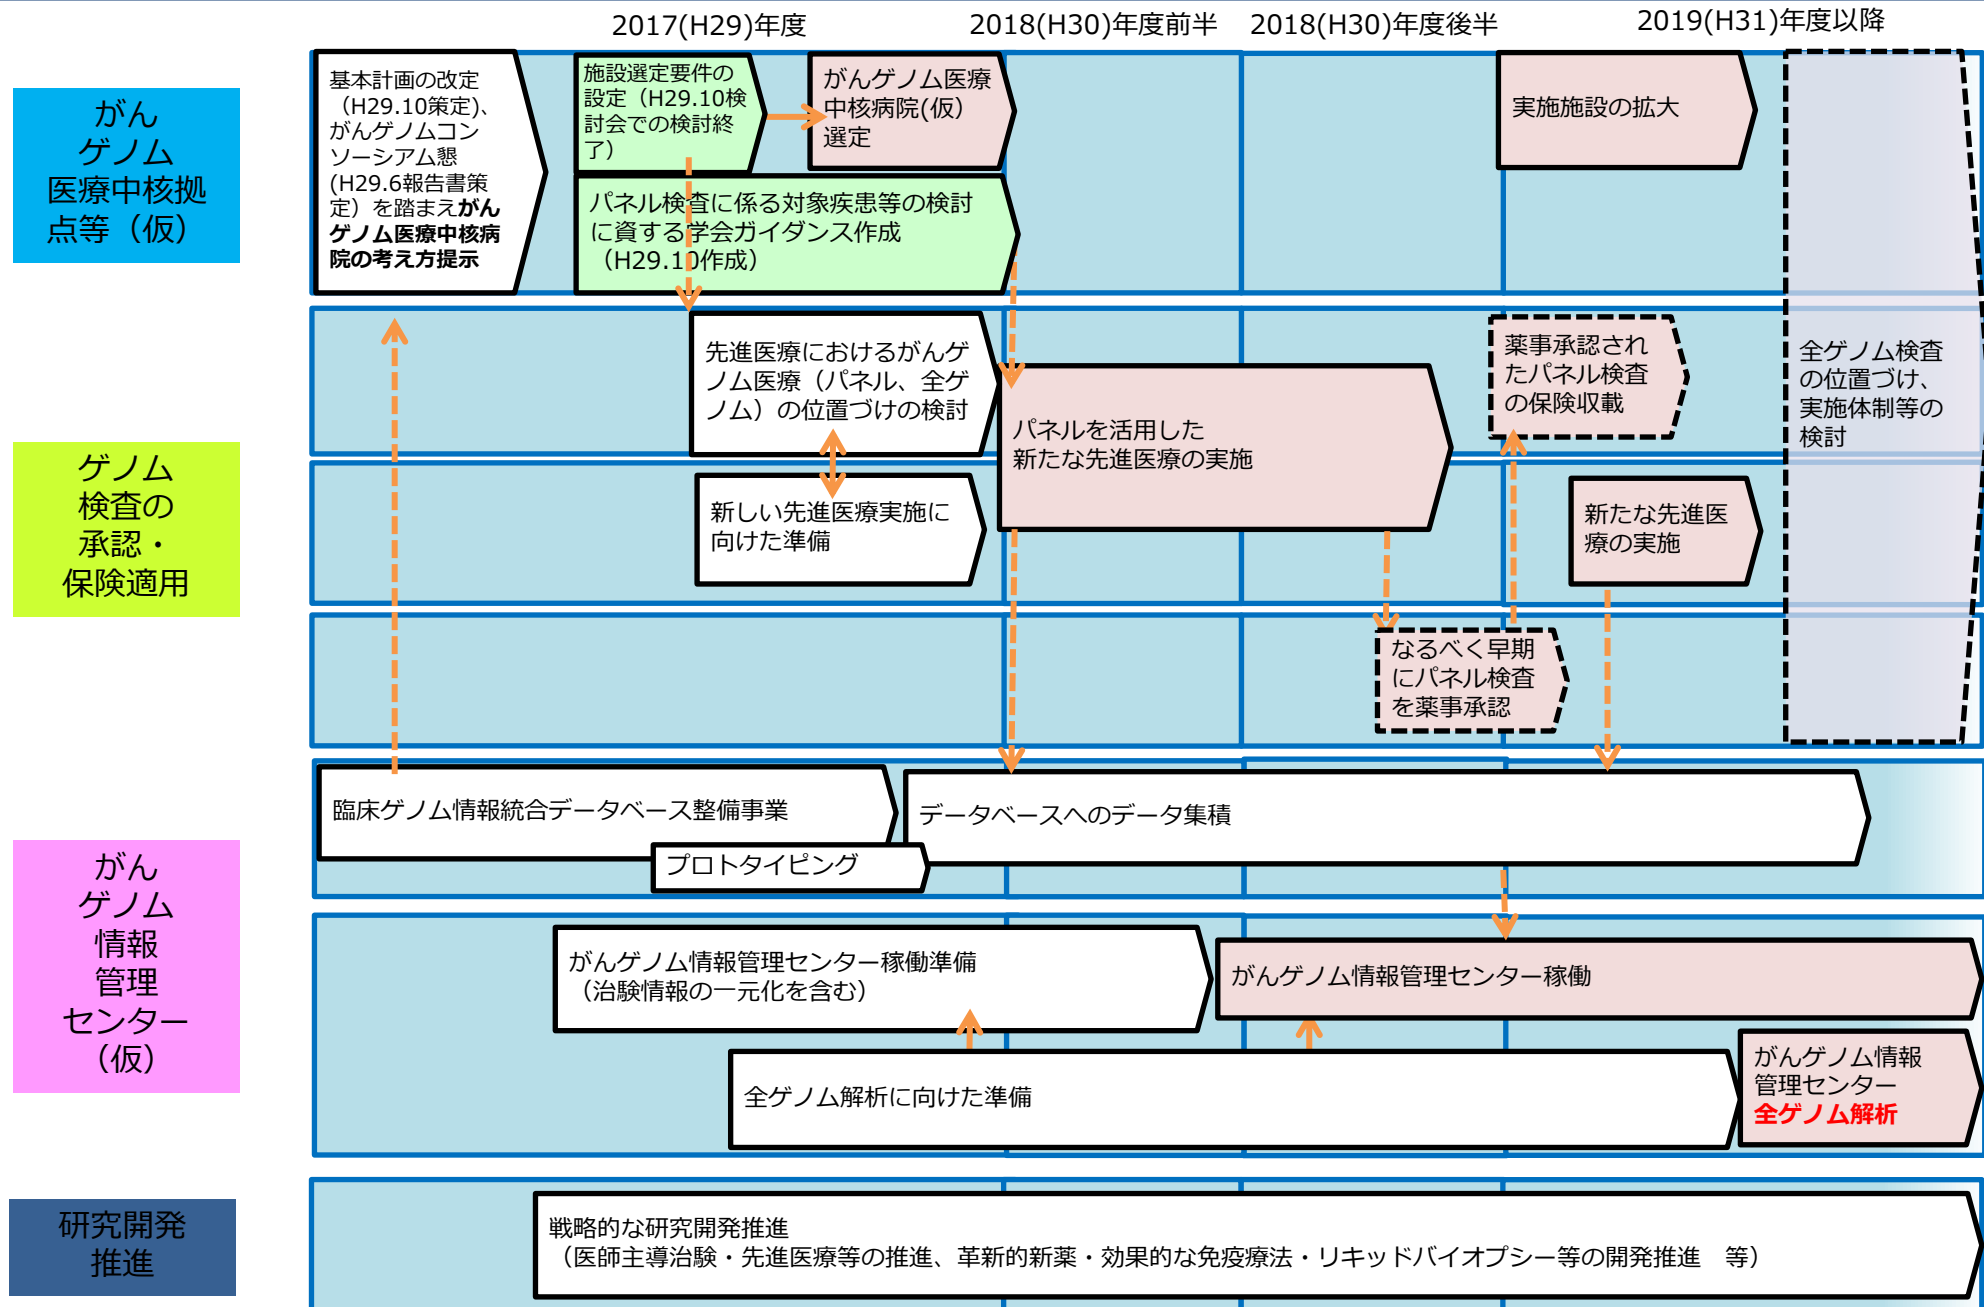 2017(H29)年度
2018(H30)年度前半
2018(H30)年度後半
2019(H31)年度以降
がん
ゲノム
医療中核拠
点等（仮）
基本計画の改定
（H29.10策定)、
がんゲノムコン
ソーシアム懇
(H29.6報告書策
定）を踏まえがん
ゲノム医療中核病
院の考え方提示
施設選定要件の
設定（H29.10検
討会での検討終
了）
がんゲノム医療
中核病院(仮）
選定
実施施設の拡大
パネル検査に係る対象疾患等の検討
に資する学会ガイダンス作成
（H29.10作成）
ゲノム
検査の
承認・
保険適用
先進医療におけるがんゲ
ノム医療（パネル、全ゲ
ノム）の位置づけの検討
新しい先進医療実施に
向けた準備
パネルを活用した
新たな先進医療の実施
薬事承認され
たパネル検査
の保険収載
新たな先進医
療の実施
なるべく早期
にパネル検査
を薬事承認
全ゲノム検査
の位置づけ、
実施体制等の
検討
がん
ゲノム
情報
管理
センター
（仮）
臨床ゲノム情報統合データベース整備事業
プロトタイピング
データベースへのデータ集積
がんゲノム情報管理センター稼働準備
（治験情報の一元化を含む）
がんゲノム情報管理センター稼働
全ゲノム解析に向けた準備
がんゲノム情報
管理センター
全ゲノム解析
研究開発
推進
戦略的な研究開発推進
（医師主導治験・先進医療等の推進、革新的新薬・効果的な免疫療法・リキッドバイオプシー等の開発推進　等）